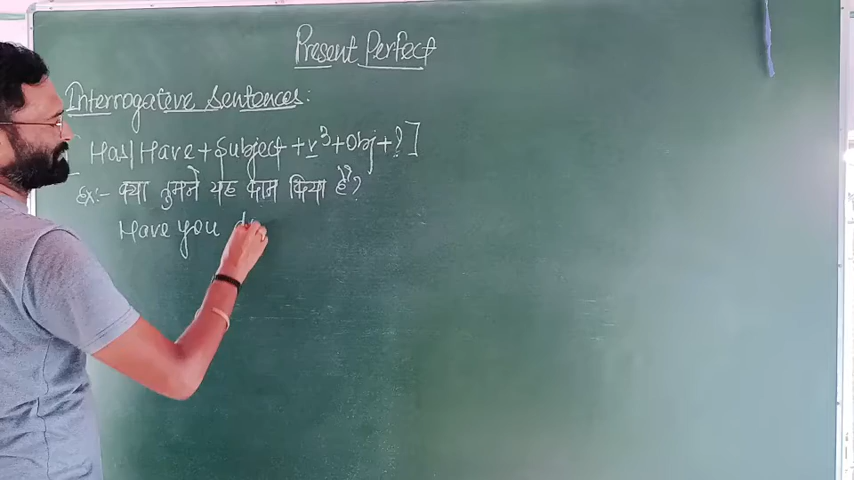 Present Perfect
Interrogative Sentences:
Has|Have+Subject+v3+Obj+?]
Ex:- क्या तुमने यह काम किया है?
Have you d